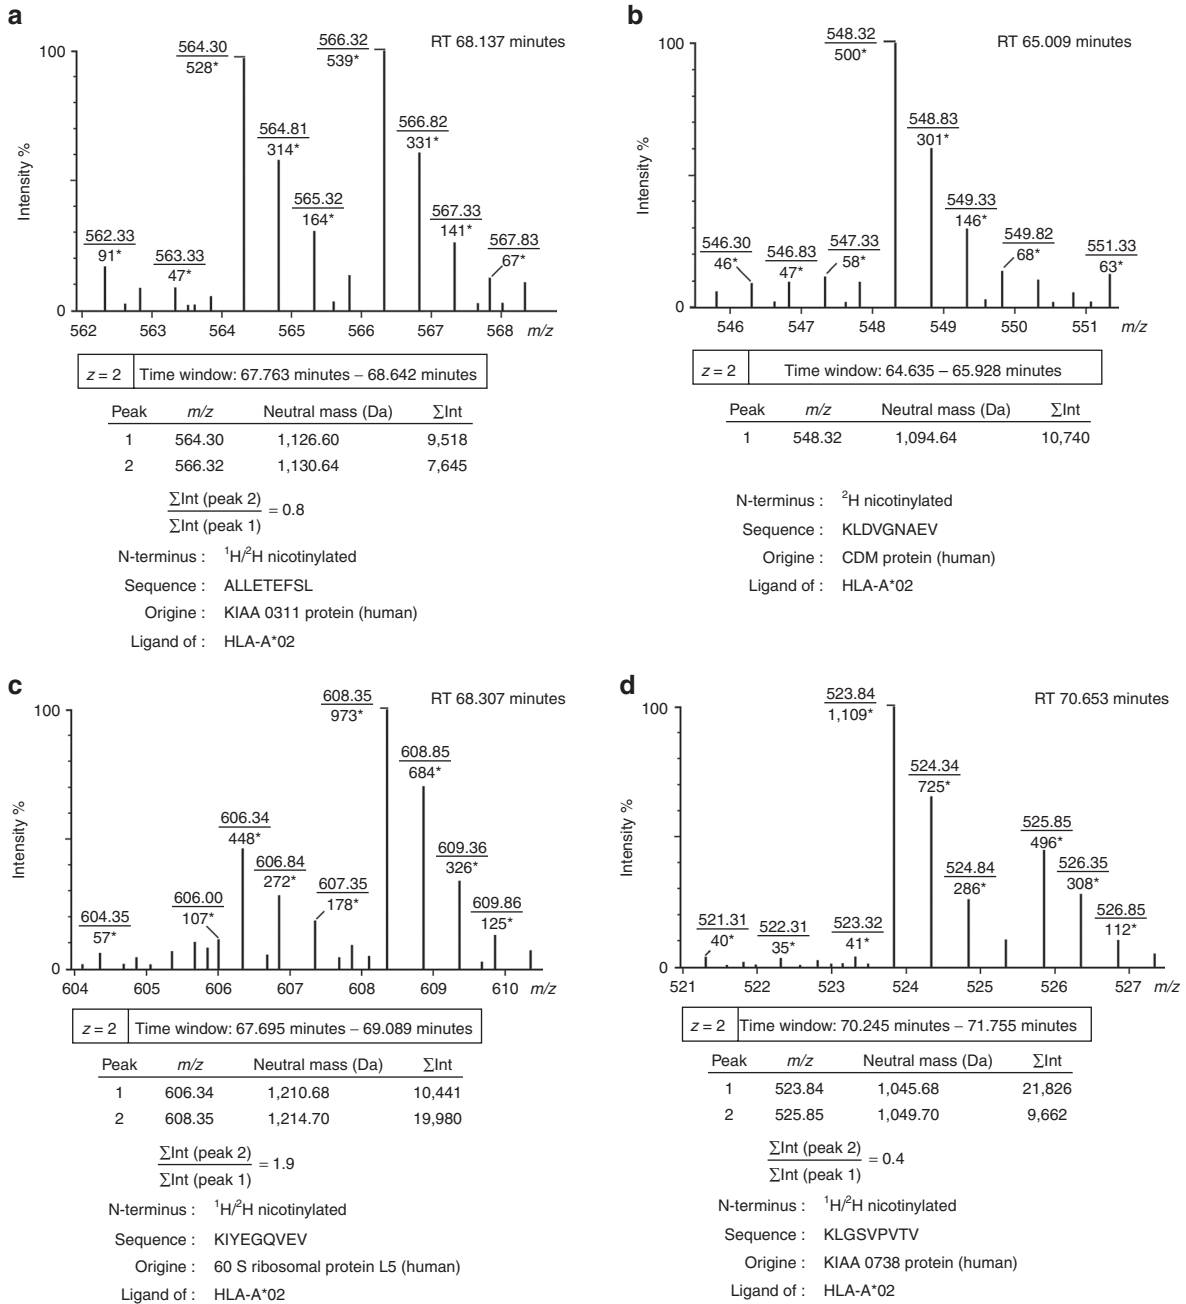 a
RT 68.137 minutes
Intensity %
100
0
564.30
528*
566.32
539*
564.81
314*
566.82
331*
565.32
164*
567.33
141*
562.33
91*
563.33
47*
567.83
67*
562 563 564 565 566 567 568 m/z
z = 2 Time window: 67.763 minutes – 68.642 minutes
Peak m/z Neutral mass (Da) ∑Int
1 564.30 1,126.60 9,518
2 566.32 1,130.64 7,645
∑Int (peak 2)
∑Int (peak 1)
= 0.8
N-terminus : ¹H/²H nicotinylated
Sequence : ALLETEFSL
Origine : KIAA 0311 protein (human)
Ligand of : HLA-A*02
b
RT 65.009 minutes
Intensity %
100
0
548.32
500*
548.83
301*
549.33
146*
546.30
46*
546.83
47*
547.33
58*
549.82
68*
551.33
63*
546 547 548 549 550 551 m/z
z = 2 Time window: 64.635 – 65.928 minutes
Peak m/z Neutral mass (Da) ∑Int
1 548.32 1,094.64 10,740
N-terminus : ²H nicotinylated
Sequence : KLDVGNAEV
Origine : CDM protein (human)
Ligand of : HLA-A*02
c
RT 68.307 minutes
Intensity %
100
0
608.35
973*
608.85
684*
606.34
448*
606.84
272*
609.36
326*
607.35
178*
606.00
107*
609.86
125*
604.35
57*
604 605 606 607 608 609 610 m/z
z = 2 Time window: 67.695 minutes – 69.089 minutes
Peak m/z Neutral mass (Da) ∑Int
1 606.34 1,210.68 10,441
2 608.35 1,214.70 19,980
∑Int (peak 2)
∑Int (peak 1)
= 1.9
N-terminus : ¹H/²H nicotinylated
Sequence : KIYEGQVEV
Origine : 60 S ribosomal protein L5 (human)
Ligand of : HLA-A*02
d
RT 70.653 minutes
Intensity %
100
0
523.84
1,109*
524.34
725*
525.85
496*
524.84
286*
526.35
308*
521.31
40*
522.31
35*
523.32
41*
526.85
112*
521 522 523 524 525 526 527 m/z
z = 2 Time window: 70.245 minutes – 71.755 minutes
Peak m/z Neutral mass (Da) ∑Int
1 523.84 1,045.68 21,826
2 525.85 1,049.70 9,662
∑Int (peak 2)
∑Int (peak 1)
= 0.4
N-terminus : ¹H/²H nicotinylated
Sequence : KLGSVPVTV
Origine : KIAA 0738 protein (human)
Ligand of : HLA-A*02